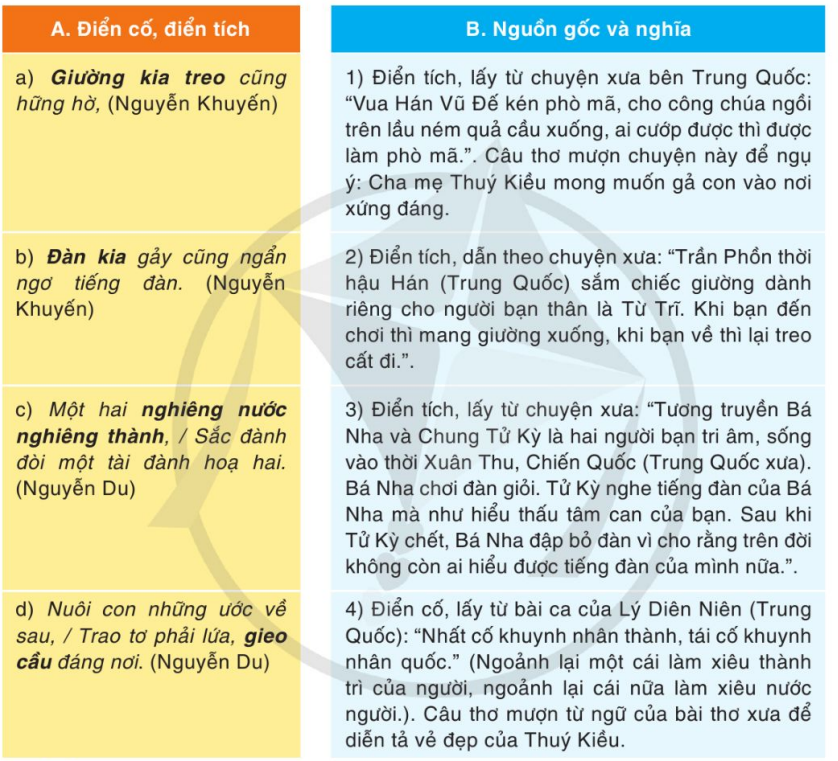 A. Điển cố, điển tích
B. Nguồn gốc và nghĩa
a) Giường kia treo cũng
hững hờ, (Nguyễn Khuyến)
1) Điển tích, lấy từ chuyện xưa bên Trung Quốc:
“Vua Hán Vũ Đế kén phò mã, cho công chúa ngồi
trên lầu ném quả cầu xuống, ai cướp được thì được
làm phò mã.”. Câu thơ mượn chuyện này để ngụ
ý: Cha mẹ Thuý Kiều mong muốn gả con vào nơi
xứng đáng.
b) Đàn kia gảy cũng ngẩn
ngơ tiếng đàn. (Nguyễn
Khuyến)
2) Điển tích, dẫn theo chuyện xưa: “Trần Phồn thời
hậu Hán (Trung Quốc) sắm chiếc giường dành
riêng cho người bạn thân là Từ Trĩ. Khi bạn đến
chơi thì mang giường xuống, khi bạn về thì lại treo
cất đi.”.
c) Một hai nghiêng nước
nghiêng thành, / Sắc đành
đòi một tài đành hoạ hai.
(Nguyễn Du)
3) Điển tích, lấy từ chuyện xưa: “Tương truyền Bá
Nha và Chung Tử Kỳ là hai người bạn tri âm, sống
vào thời Xuân Thu, Chiến Quốc (Trung Quốc xưa).
Bá Nha chơi đàn giỏi. Tử Kỳ nghe tiếng đàn của Bá
Nha mà như hiểu thấu tâm can của bạn. Sau khi
Tử Kỳ chết, Bá Nha đập bỏ đàn vì cho rằng trên đời
không còn ai hiểu được tiếng đàn của mình nữa.”.
d) Nuôi con những ước về
sau, / Trao tơ phải lứa, gieo
cầu đáng nơi. (Nguyễn Du)
4) Điển cố, lấy từ bài ca của Lý Diên Niên (Trung
Quốc): “Nhất cố khuynh nhân thành, tái cố khuynh
nhân quốc.” (Ngoảnh lại một cái làm xiêu thành
trì của người, ngoảnh lại cái nữa làm xiêu nước
người.). Câu thơ mượn từ ngữ của bài thơ xưa để
diễn tả vẻ đẹp của Thuý Kiều.